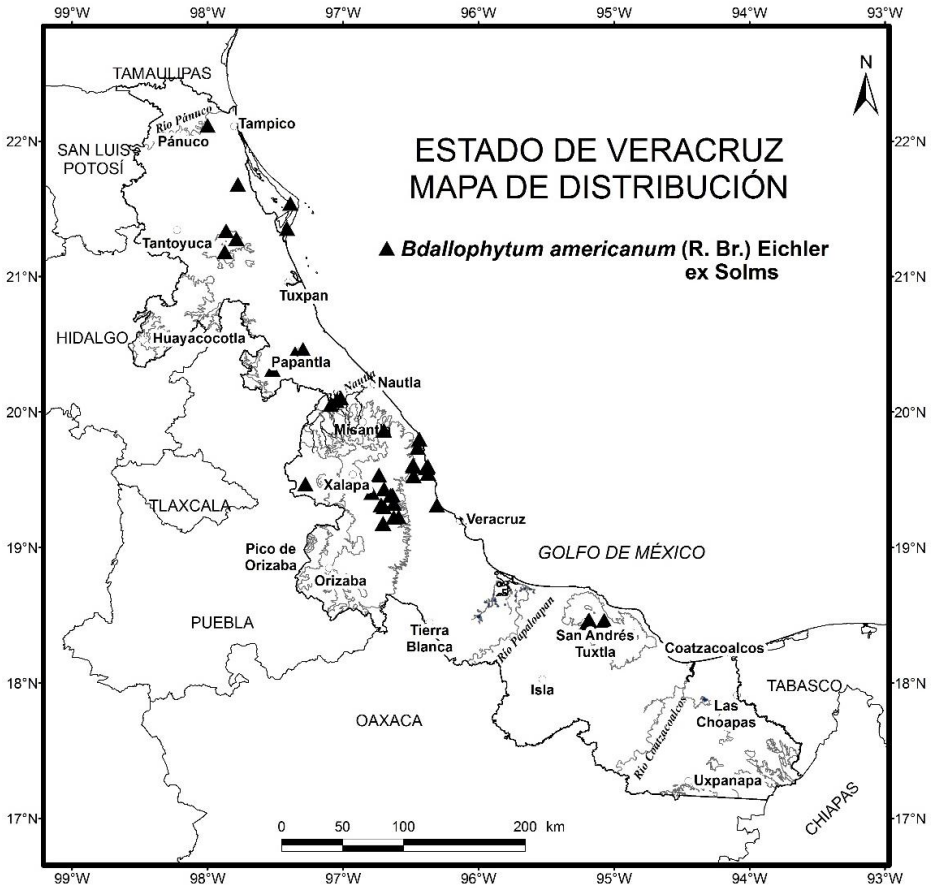 99°W 98°W 97°W 96°W 95°W 94°W 93°W
N
TAMAULIPAS
Río Pánuco
Tampico
22°N
Pánuco
22°N
SAN LUIS
POTOSÍ
ESTADO DE VERACRUZ
MAPA DE DISTRIBUCIÓN
Bdallophytum americanum (R. Br.) Eichler
ex Solms
Tantoyuca
21°N
21°N
Tuxpan
HIDALGO
Huayacocotla
Papantla
Nautla
Nautla
20°N
20°N
Misantla
Xalapa
TLAXCALA
Veracruz
19°N
19°N
Pico de
Orizaba
GOLFO DE MÉXICO
Orizaba
PUEBLA
Tierra
Blanca
Río Papaloapan
San Andrés
Tuxtla
Coatzacoalcos
18°N
18°N
Isla
TABASCO
OAXACA
Las
Choapas
Río Coatzacoalcos
Uxpanapa
CHIAPAS
17°N
17°N
0 50 100 200 km
99°W 98°W 97°W 96°W 95°W 94°W 93°W